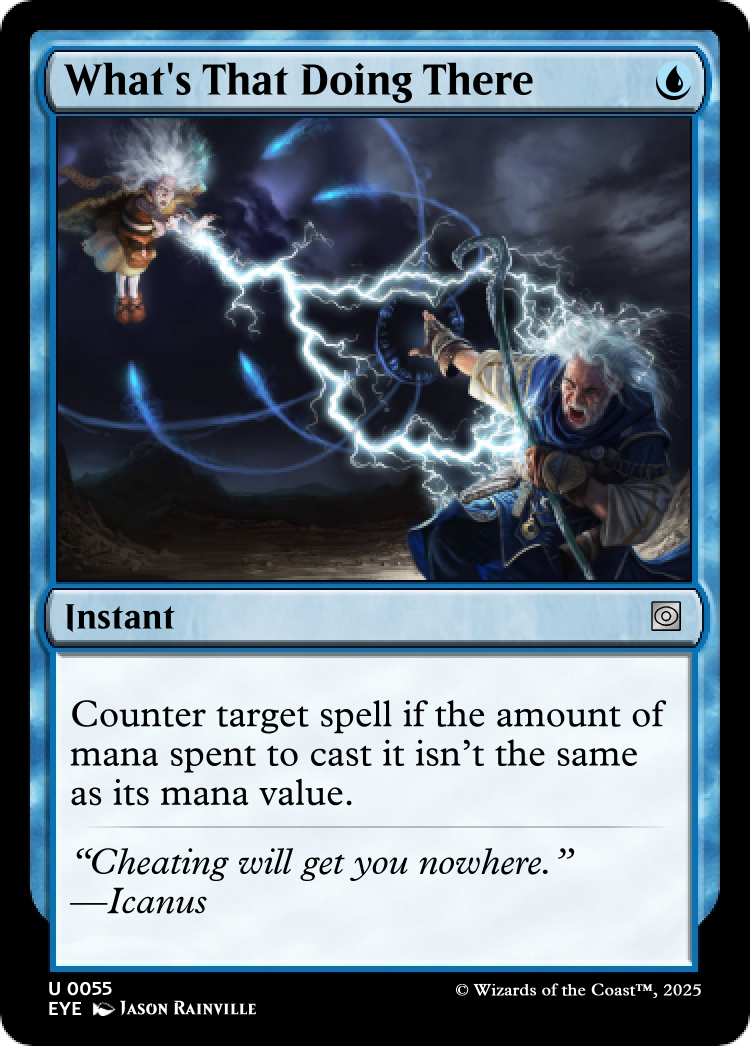 What's That Doing There
Instant
Counter target spell if the amount of
mana spent to cast it isn’t the same
as its mana value.
“Cheating will get you nowhere.”
—Icanus
U 0055
EYE JASON RAINVILLE
© Wizards of the Coast™, 2025